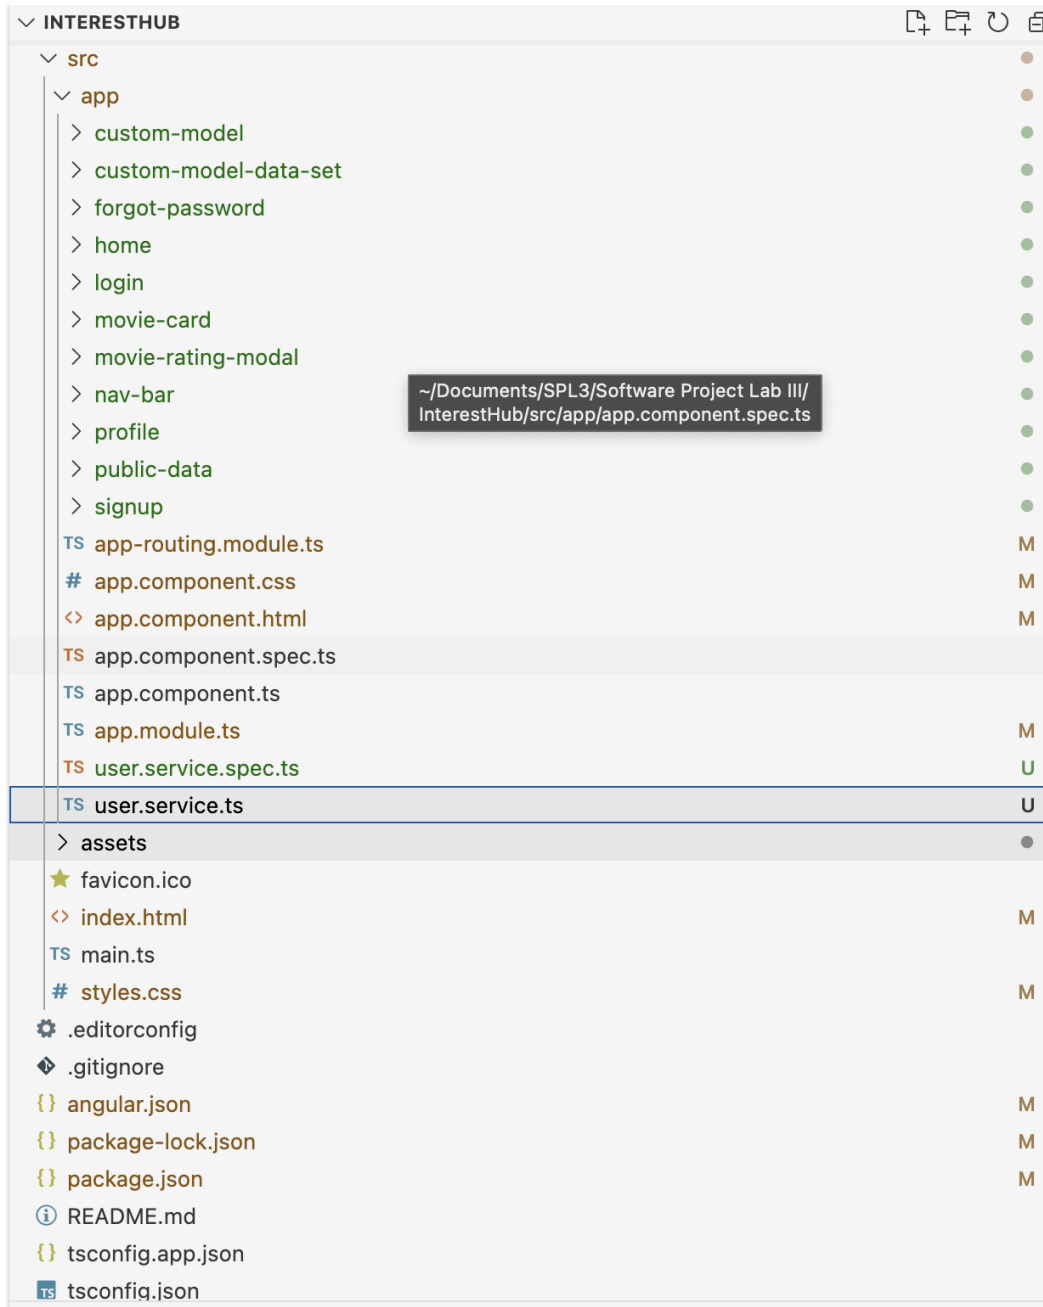 INTERESTHUB
src
app
custom-model
custom-model-data-set
forgot-password
home
login
movie-card
movie-rating-modal
nav-bar
~/Documents/SPL3/Software Project Lab III/
InterestHub/src/app/app.component.spec.ts
profile
public-data
signup
TS app-routing.module.ts M
# app.component.css M
<> app.component.html M
TS app.component.spec.ts
TS app.component.ts
TS app.module.ts M
TS user.service.spec.ts U
TS user.service.ts U
assets
favicon.ico
<> index.html M
TS main.ts
# styles.css M
.editorconfig
.gitignore
{} angular.json M
{} package-lock.json M
{} package.json M
README.md
{} tsconfig.app.json
TS tsconfig.json